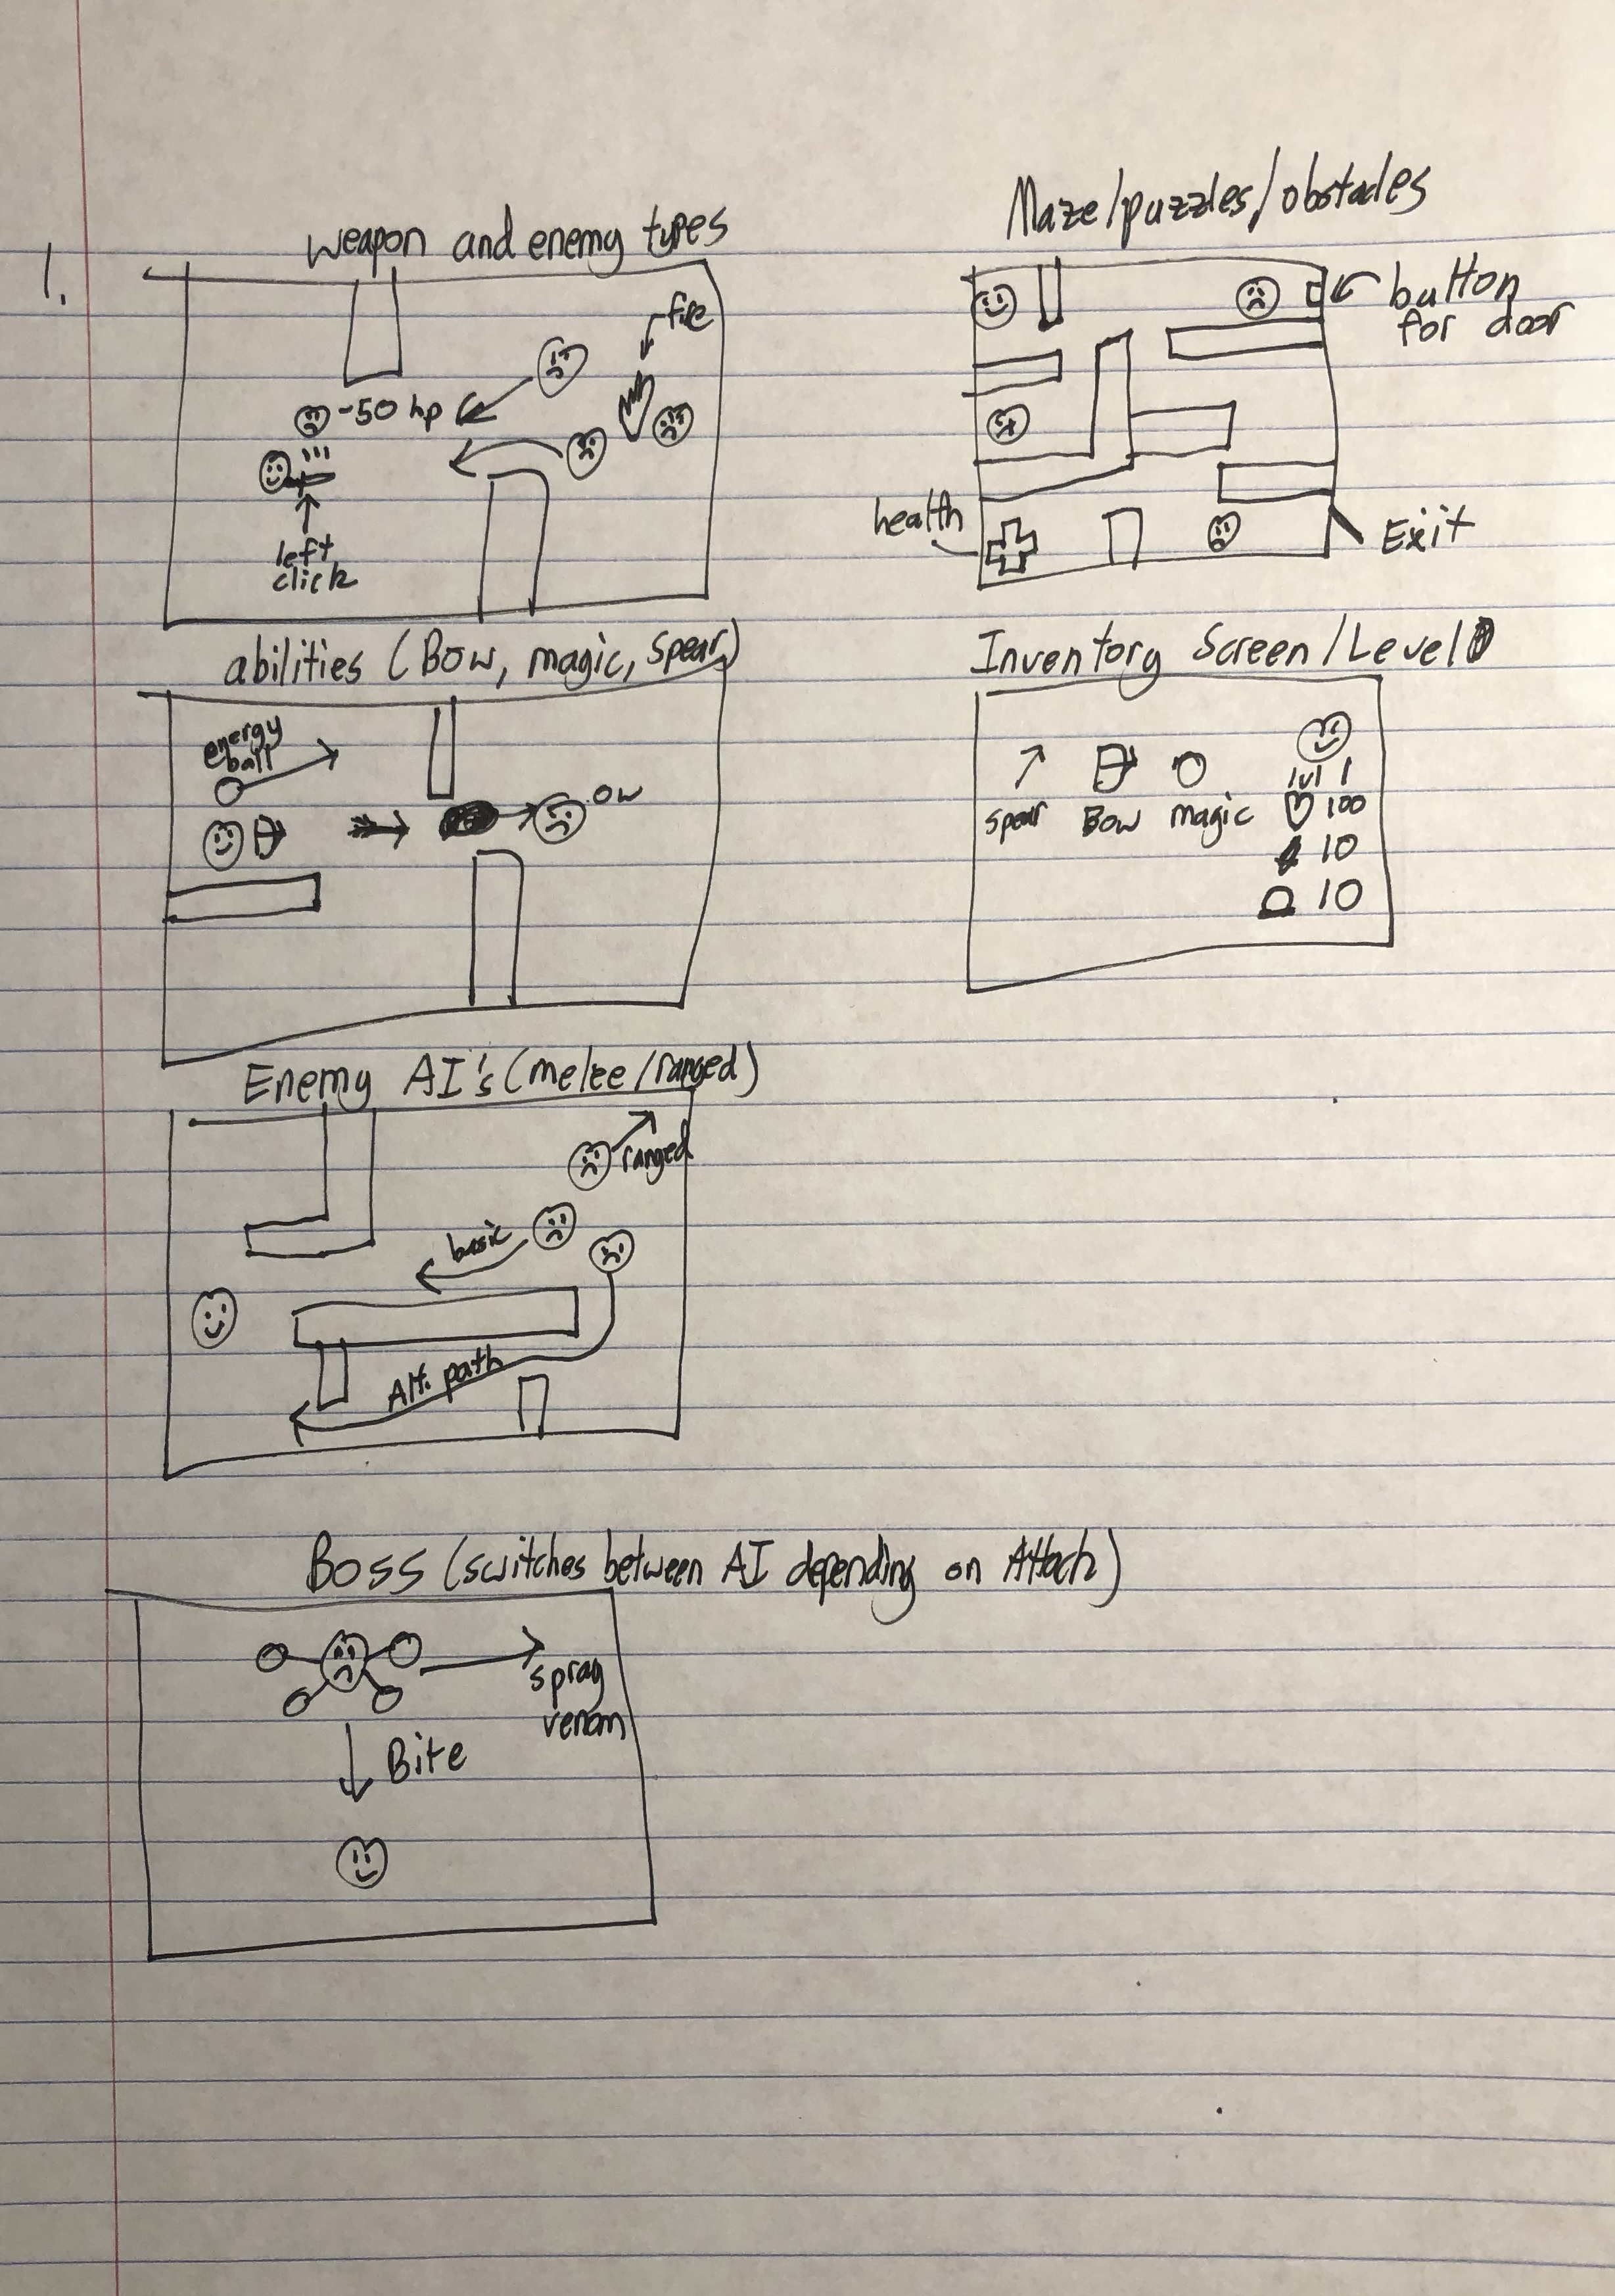 1.
Weapon and enemy types
fire
-50 hp
left
click
Maze/puzzles/obstacles
button
for door
health
Exit
abilities (Bow, magic, spear)
energy
ball
ow
Inventory Screen/Level
spear Bow magic
lvl 1
100
10
10
Enemy AI's (melee/ranged)
ranged
basic
Alt. path
Boss (switches between AI depending on Attack)
spray
venom
Bite